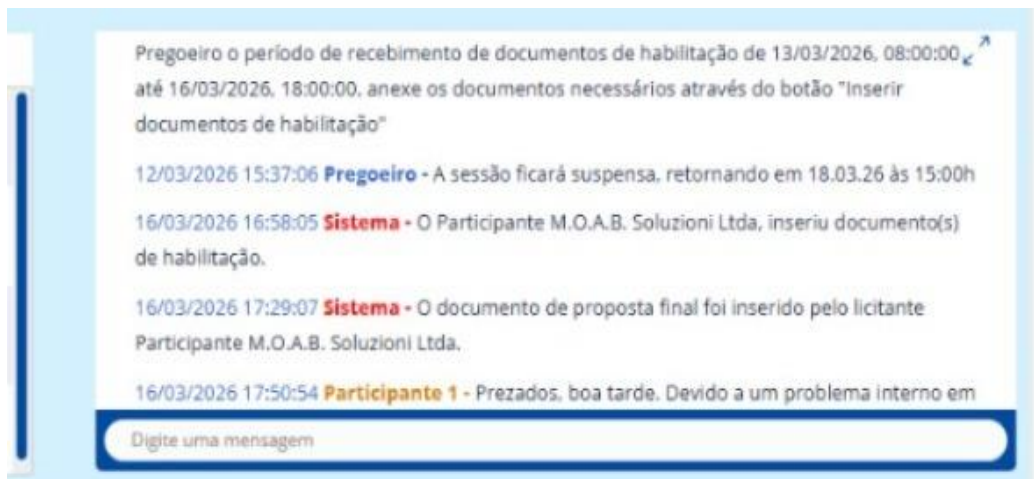 Pregoeiro o período de recebimento de documentos de habilitação de 13/03/2026, 08:00:00
até 16/03/2026, 18:00:00, anexe os documentos necessários através do botão "Inserir
documentos de habilitação"
12/03/2026 15:37:06 Pregoeiro - A sessão ficará suspensa, retornando em 18.03.26 às 15:00h
16/03/2026 16:58:05 Sistema - O Participante M.O.A.B. Soluzioni Ltda, inseriu documento(s)
de habilitação.
16/03/2026 17:29:07 Sistema - O documento de proposta final foi inserido pelo licitante
Participante M.O.A.B. Soluzioni Ltda.
16/03/2026 17:50:54 Participante 1 - Prezados, boa tarde. Devido a um problema interno em
Digite uma mensagem